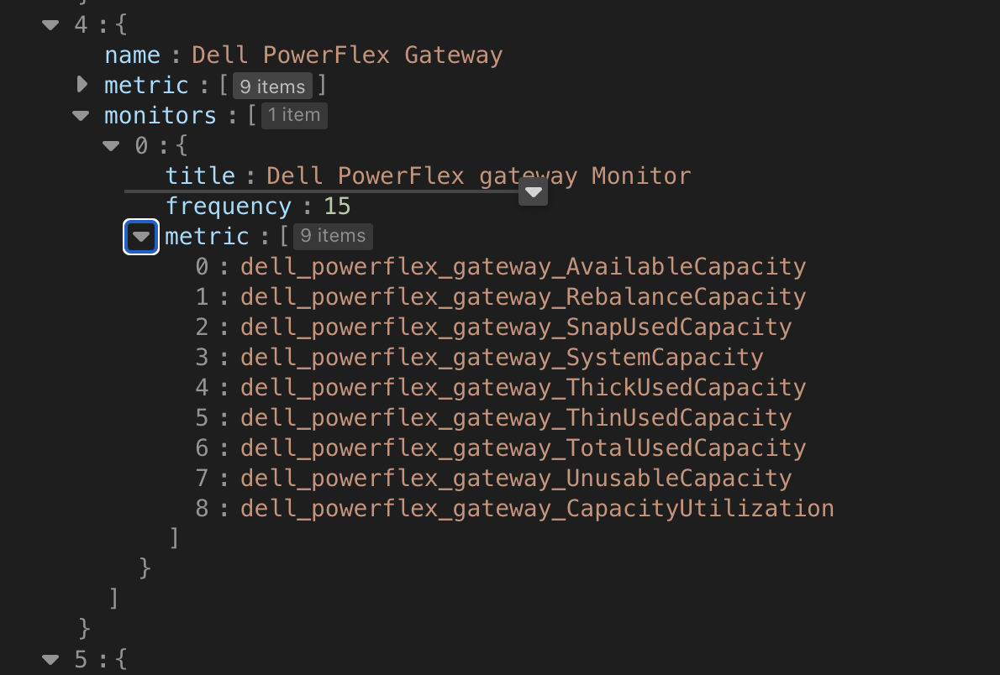 4 : {
name : Dell PowerFlex Gateway
metric : [ 9 items ]
monitors : [ 1 item
0 : {
title : Dell PowerFlex gateway Monitor
frequency : 15
metric : [ 9 items
0 : dell_powerflex_gateway_AvailableCapacity
1 : dell_powerflex_gateway_RebalanceCapacity
2 : dell_powerflex_gateway_SnapUsedCapacity
3 : dell_powerflex_gateway_SystemCapacity
4 : dell_powerflex_gateway_ThickUsedCapacity
5 : dell_powerflex_gateway_ThinUsedCapacity
6 : dell_powerflex_gateway_TotalUsedCapacity
7 : dell_powerflex_gateway_UnusableCapacity
8 : dell_powerflex_gateway_CapacityUtilization
]
}
]
}
5 : {